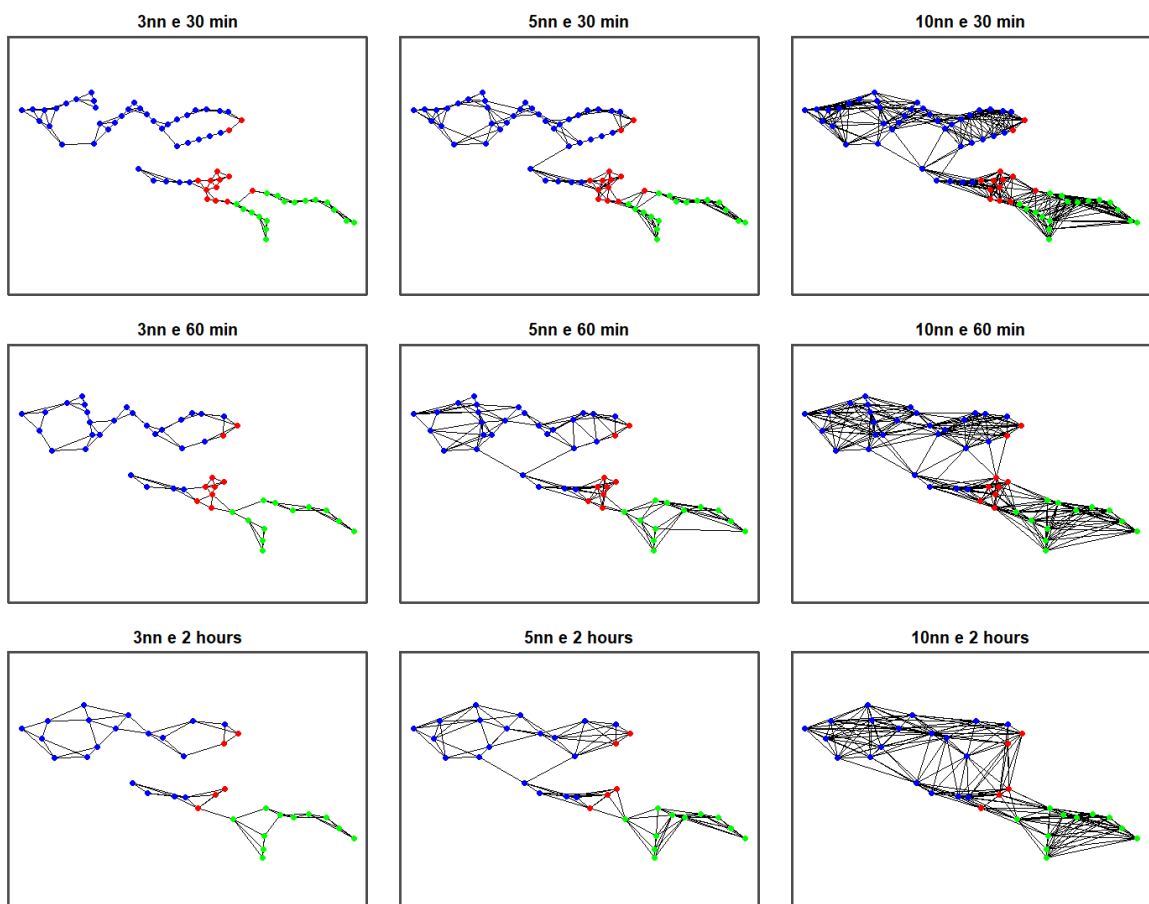 3nn e 30 min
5nn e 30 min
10nn e 30 min
3nn e 60 min
5nn e 60 min
10nn e 60 min
3nn e 2 hours
5nn e 2 hours
10nn e 2 hours